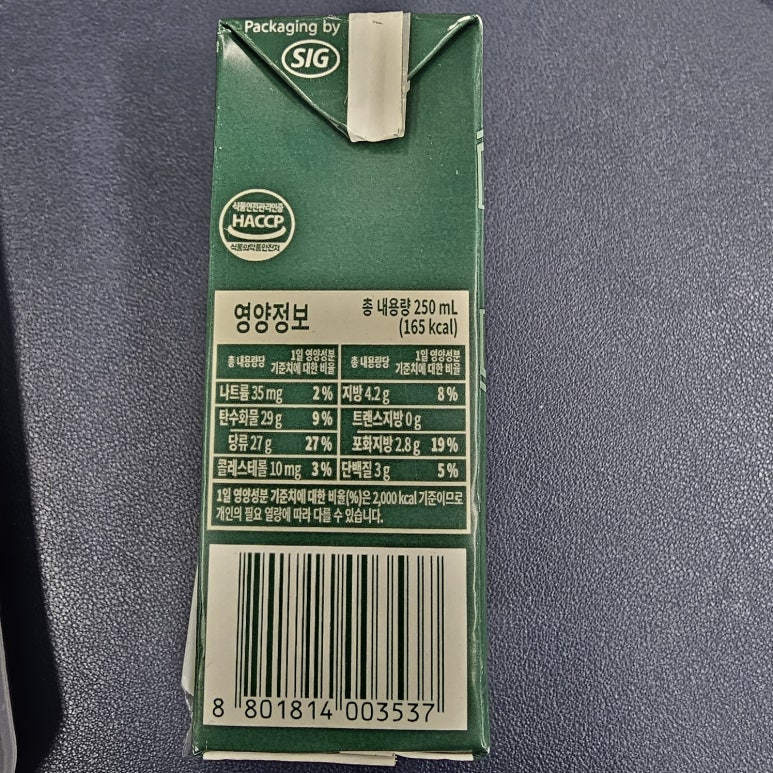 Packaging by
SIG
식품안전관리인증
HACCP
식품의약품안전처
영양정보
총 내용량 250 mL
(165 kcal)
총 내용량당 1일 영양성분 기준치에 대한 비율
총 내용량당 1일 영양성분 기준치에 대한 비율
나트륨 35 mg 2 % 지방 4.2 g 8 %
탄수화물 29 g 9 % 트랜스지방 0 g
당류 27 g 27 % 포화지방 2.8 g 19 %
콜레스테롤 10 mg 3 % 단백질 3 g 5 %
1일 영양성분 기준치에 대한 비율(%)은 2,000 kcal 기준이므로
개인의 필요 열량에 따라 다를 수 있습니다.
8 801814 003537